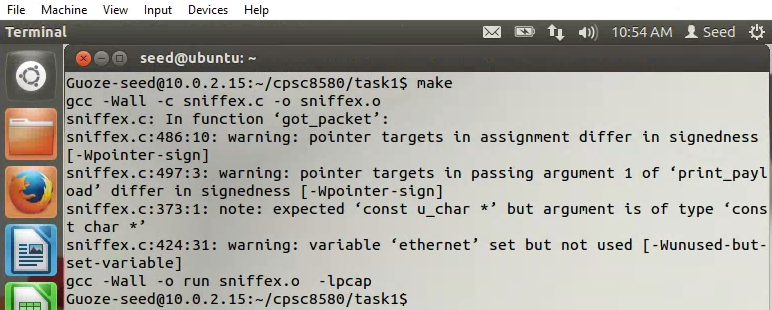 File Machine View Input Devices Help
Terminal 10:54 AM Seed
seed@ubuntu: ~
Guoze-seed@10.0.2.15:~/cpsc8580/task1$ make
gcc -Wall -c sniffex.c -o sniffex.o
sniffex.c: In function ‘got_packet’:
sniffex.c:486:10: warning: pointer targets in assignment differ in signedness
[-Wpointer-sign]
sniffex.c:497:3: warning: pointer targets in passing argument 1 of ‘print_payl
oad’ differ in signedness [-Wpointer-sign]
sniffex.c:373:1: note: expected ‘const u_char *’ but argument is of type ‘cons
t char *’
sniffex.c:424:31: warning: variable ‘ethernet’ set but not used [-Wunused-but-
set-variable]
gcc -Wall -o run sniffex.o  -lpcap
Guoze-seed@10.0.2.15:~/cpsc8580/task1$